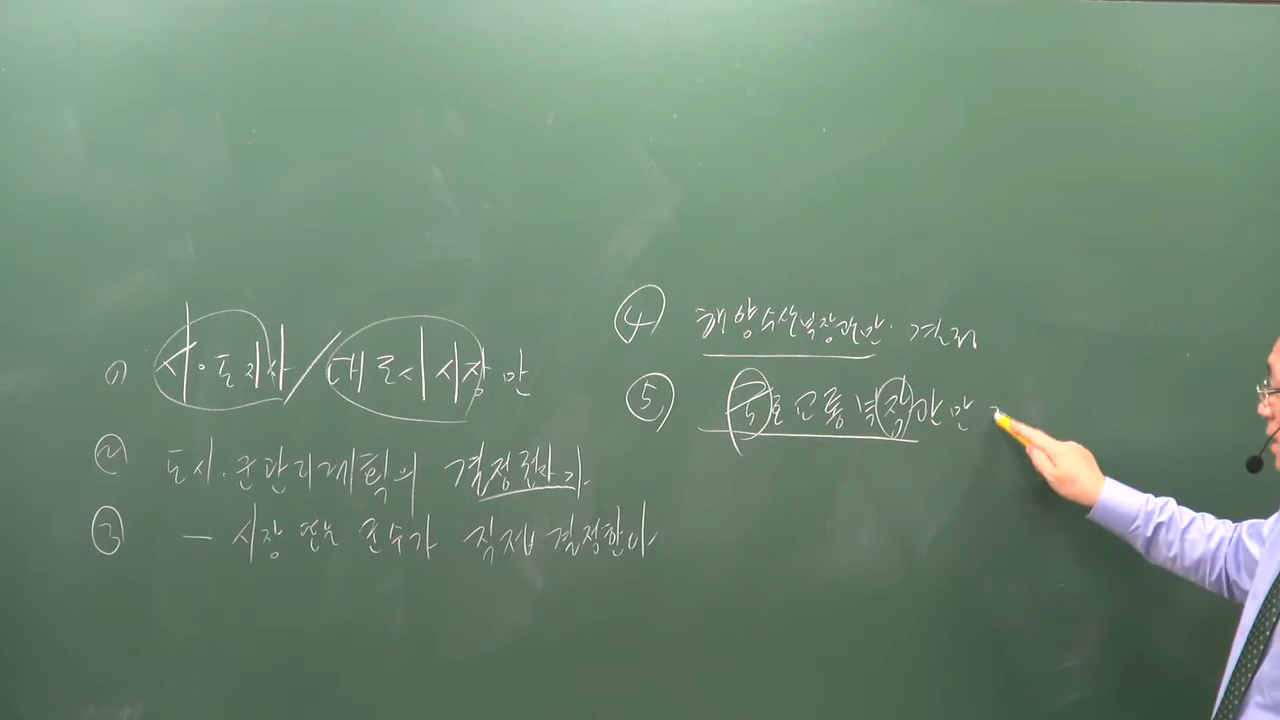 ① 시·도지사/대도시 시장만
② 도시·군관리계획의 결정권자가
③ - 시장 또는 군수가 직접 결정한다
④ 해양수산부장관만 결정
⑤ 국토교통부장관만